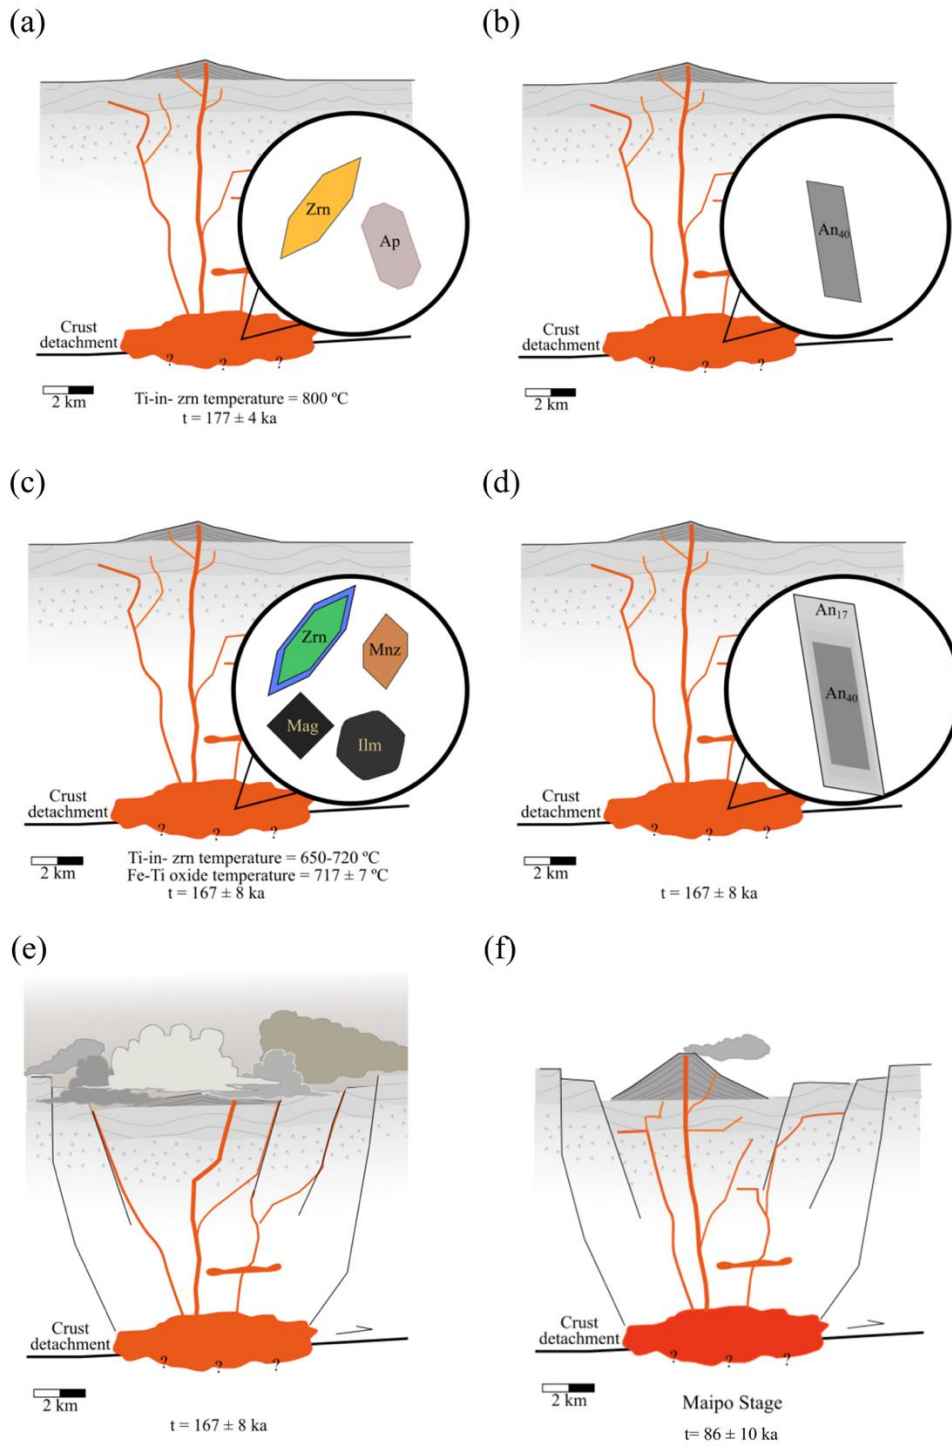 (a)
Zrn
Ap
Crust
detachment
? ? ?
2 km
Ti-in- zrn temperature = 800 ºC
t = 177 ± 4 ka
(b)
An₄₀
Crust
detachment
? ? ?
2 km
(c)
Zrn
Mnz
Mag
Ilm
Crust
detachment
? ? ?
2 km
Ti-in- zrn temperature = 650-720 ºC
Fe-Ti oxide temperature = 717 ± 7 ºC
t = 167 ± 8 ka
(d)
An₁₇
An₄₀
Crust
detachment
? ? ?
2 km
t = 167 ± 8 ka
(e)
Crust
detachment
? ?
2 km
t = 167 ± 8 ka
(f)
Crust
detachment
? ? ?
2 km
Maipo Stage
t= 86 ± 10 ka